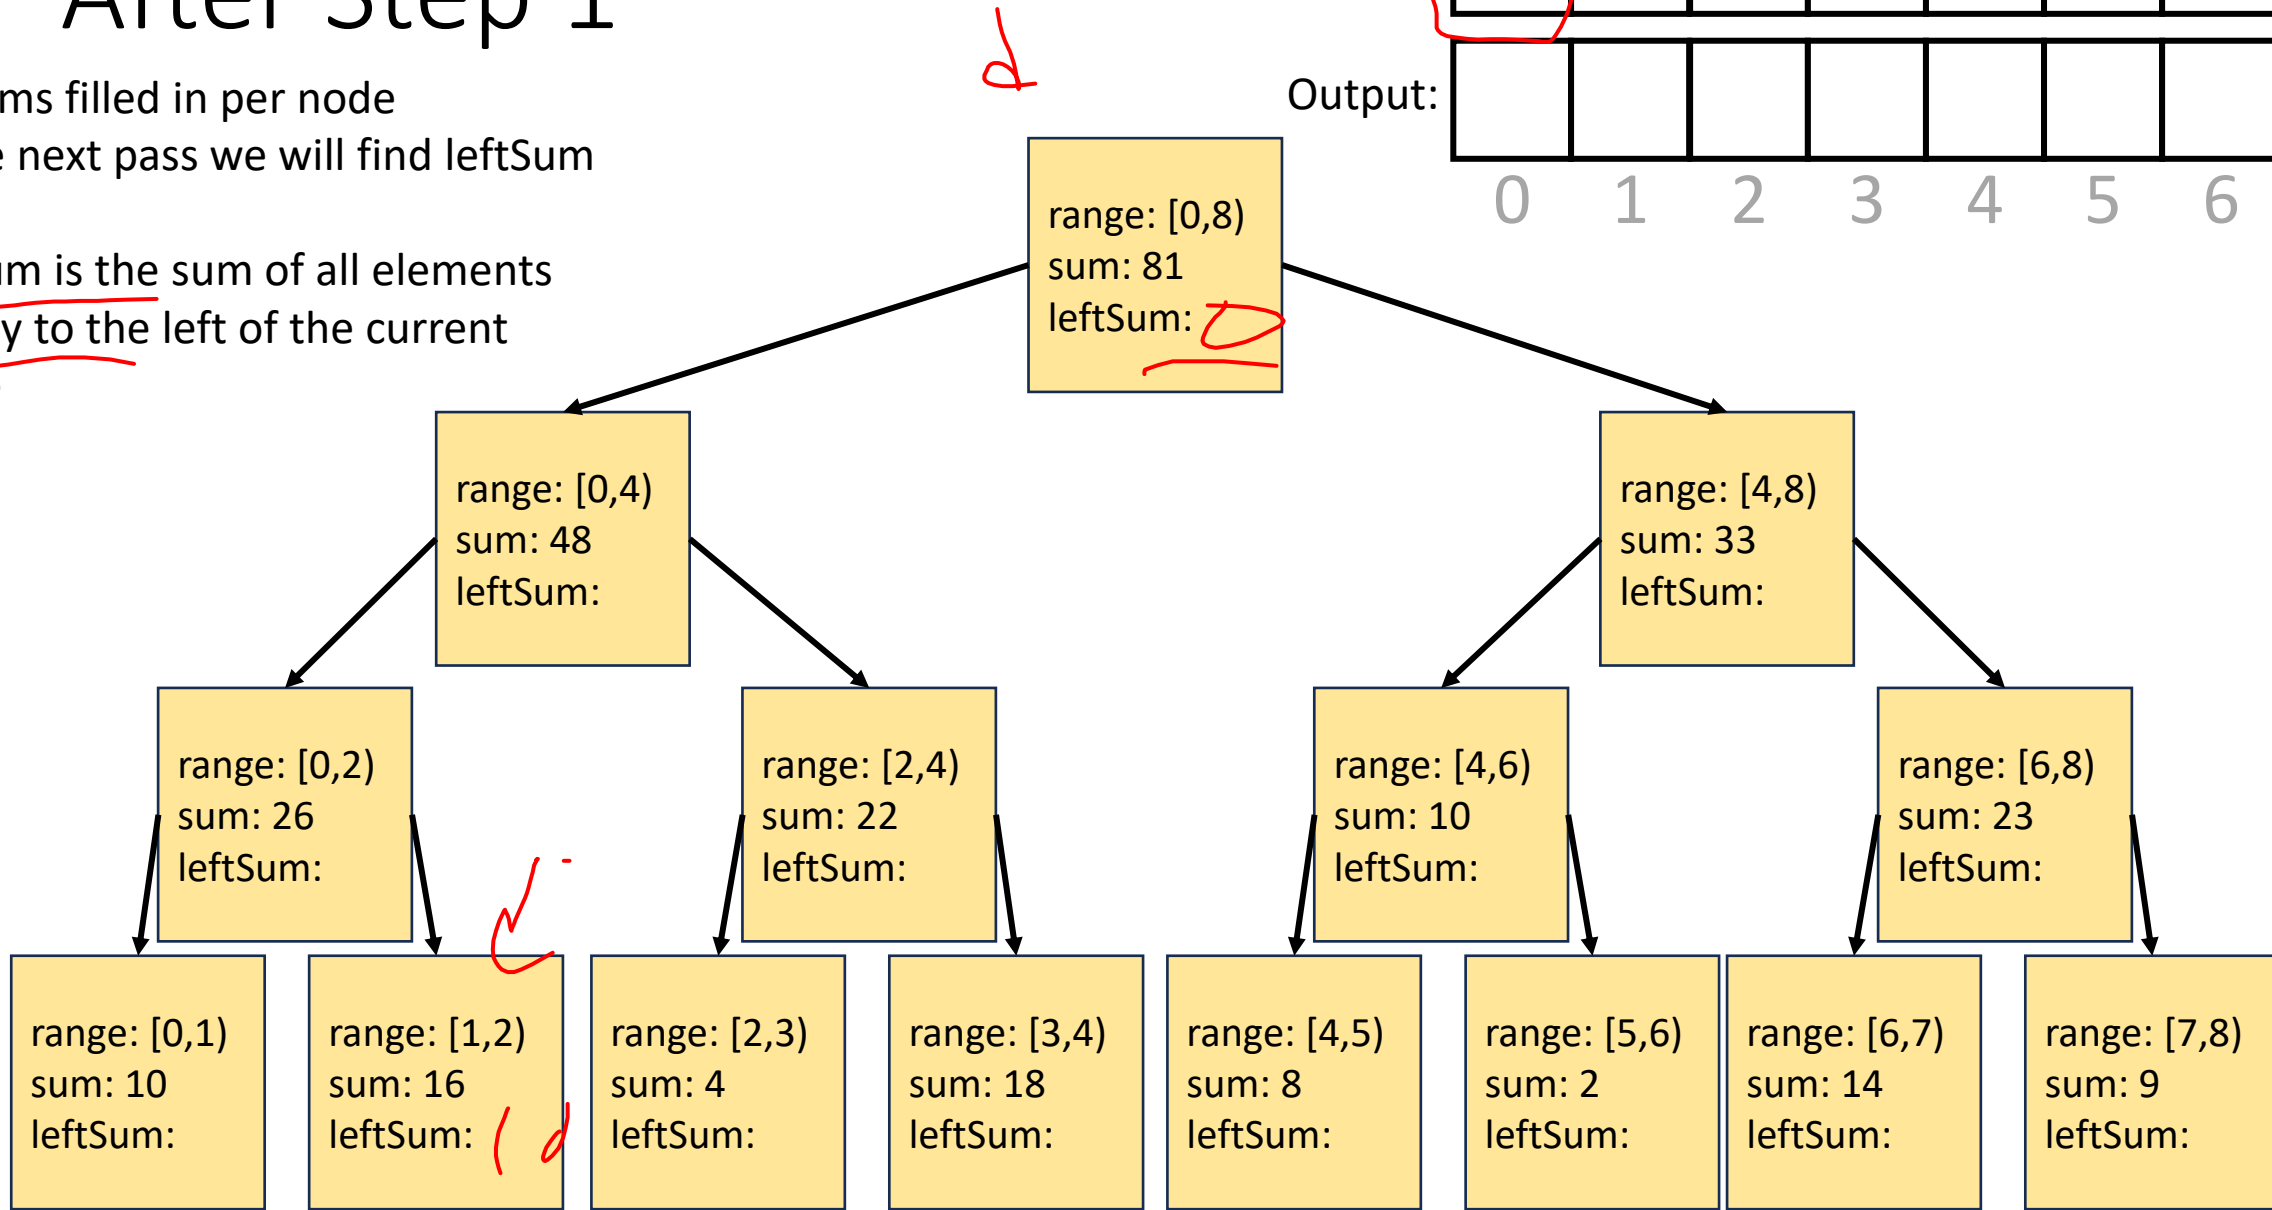 After Step 1
ms filled in per node
e next pass we will find leftSum
um is the sum of all elements
y to the left of the current
Output:
0 1 2 3 4 5 6
range: [0,8)
sum: 81
leftSum: 0
range: [0,4)
sum: 48
leftSum:
range: [4,8)
sum: 33
leftSum:
range: [0,2)
sum: 26
leftSum:
range: [2,4)
sum: 22
leftSum:
range: [4,6)
sum: 10
leftSum:
range: [6,8)
sum: 23
leftSum:
range: [0,1)
sum: 10
leftSum:
range: [1,2)
sum: 16
leftSum: 10
range: [2,3)
sum: 4
leftSum:
range: [3,4)
sum: 18
leftSum:
range: [4,5)
sum: 8
leftSum:
range: [5,6)
sum: 2
leftSum:
range: [6,7)
sum: 14
leftSum:
range: [7,8)
sum: 9
leftSum: